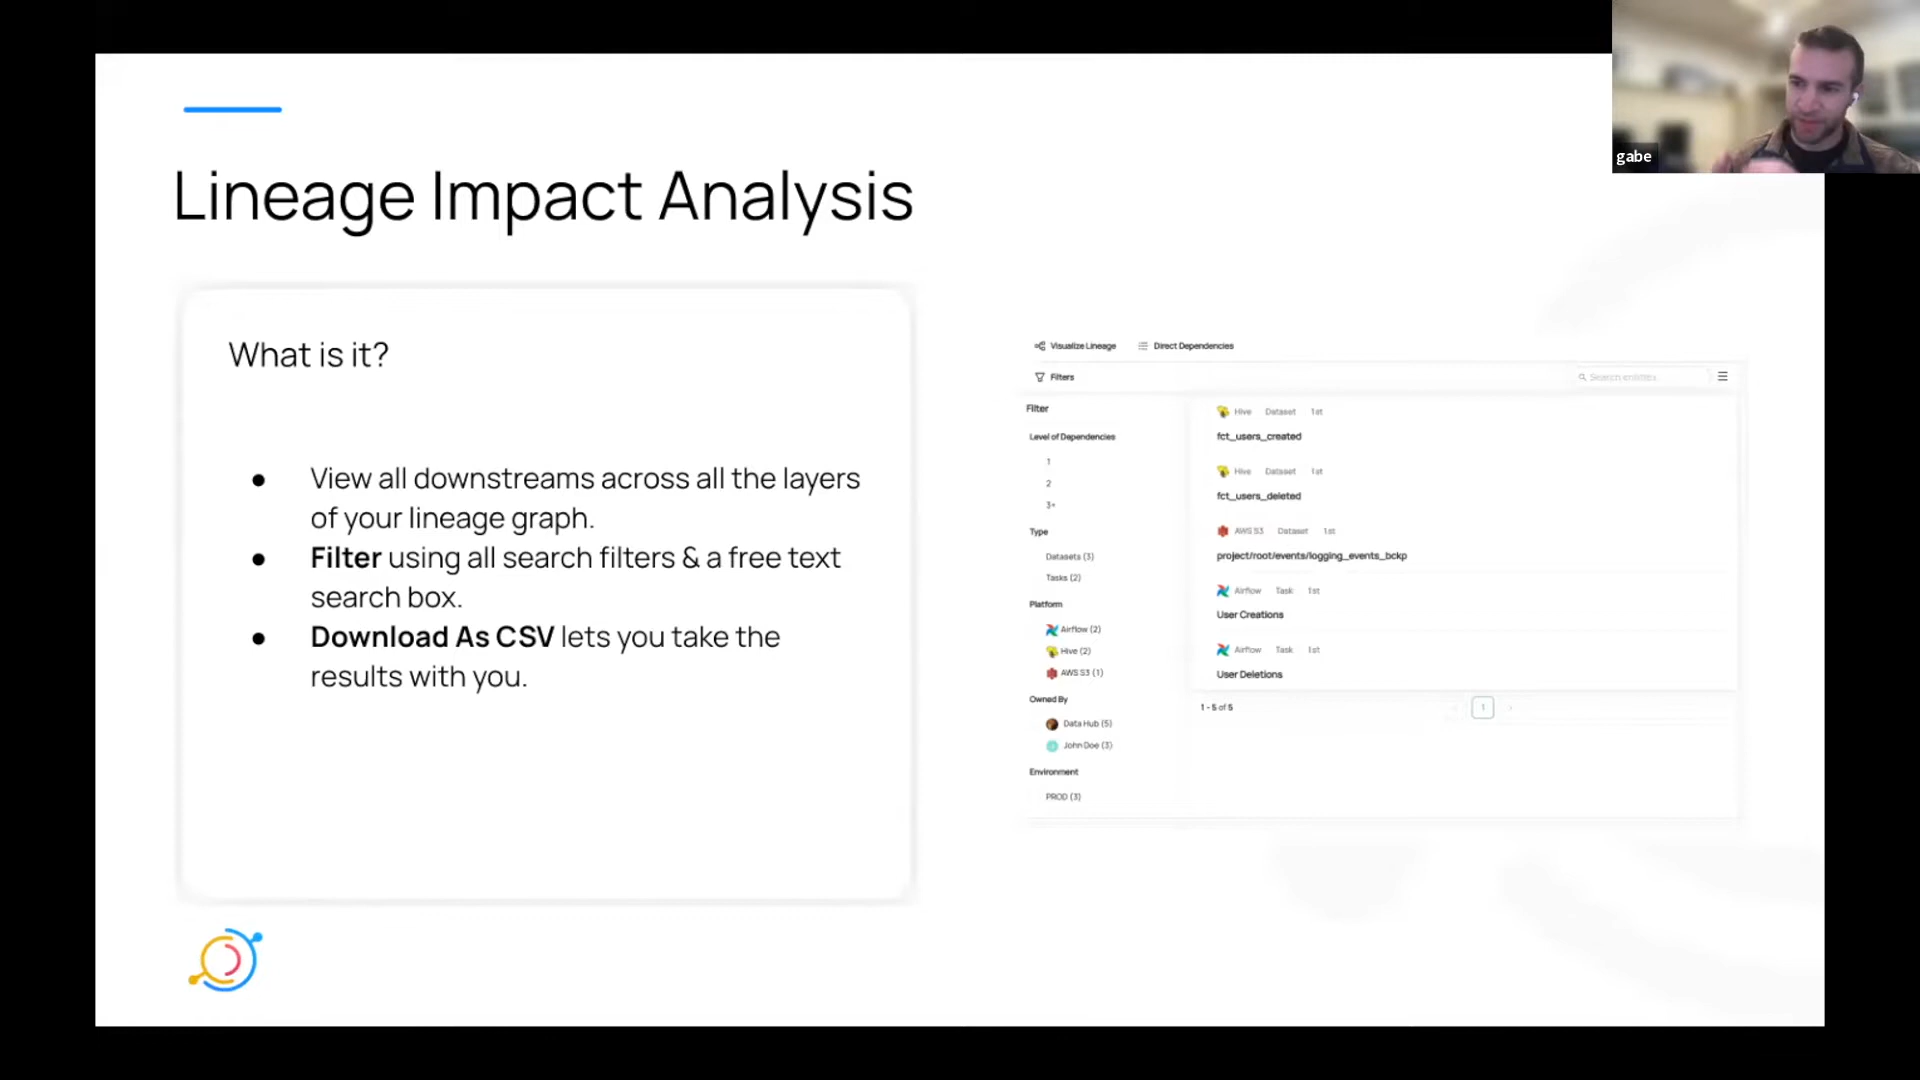 gabe
Lineage Impact Analysis
What is it?
● View all downstreams across all the layers
of your lineage graph.
● Filter using all search filters & a free text
search box.
● Download As CSV lets you take the
results with you.
Visualize Lineage Direct Dependencies
Filters
Search entities
Filter
Level of Dependencies
1
2
3+
Type
Datasets (3)
Tasks (2)
Platform
Airflow (2)
Hive (2)
AWS S3 (1)
Owned By
Data Hub (5)
John Doe (3)
Environment
PROD (3)
Hive Dataset 1st
fct_users_created
Hive Dataset 1st
fct_users_deleted
AWS S3 Dataset 1st
project/root/events/logging_events_bckp
Airflow Task 1st
User Creations
Airflow Task 1st
User Deletions
1 - 5 of 5
< 1 >